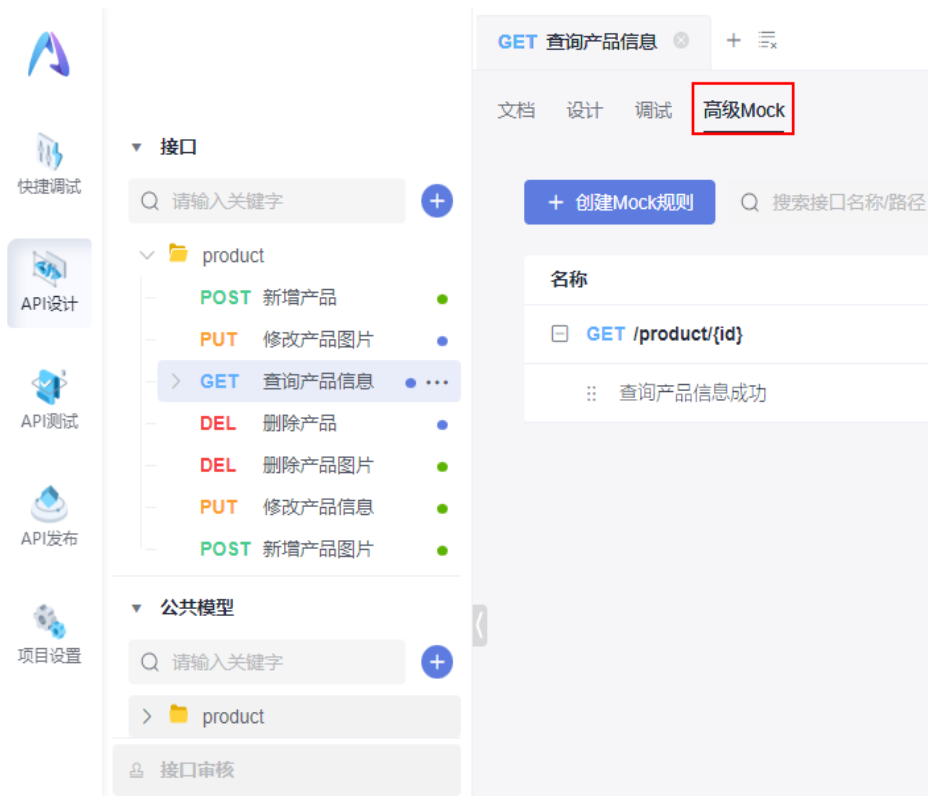 快捷调试
API设计
API测试
API发布
项目设置
接口
请输入关键字
product
POST 新增产品
PUT 修改产品图片
GET 查询产品信息
DEL 删除产品
DEL 删除产品图片
PUT 修改产品信息
POST 新增产品图片
公共模型
请输入关键字
product
接口审核
GET 查询产品信息
文档 设计 调试 高级Mock
+ 创建Mock规则 搜索接口名称/路径
名称
GET /product/{id}
查询产品信息成功